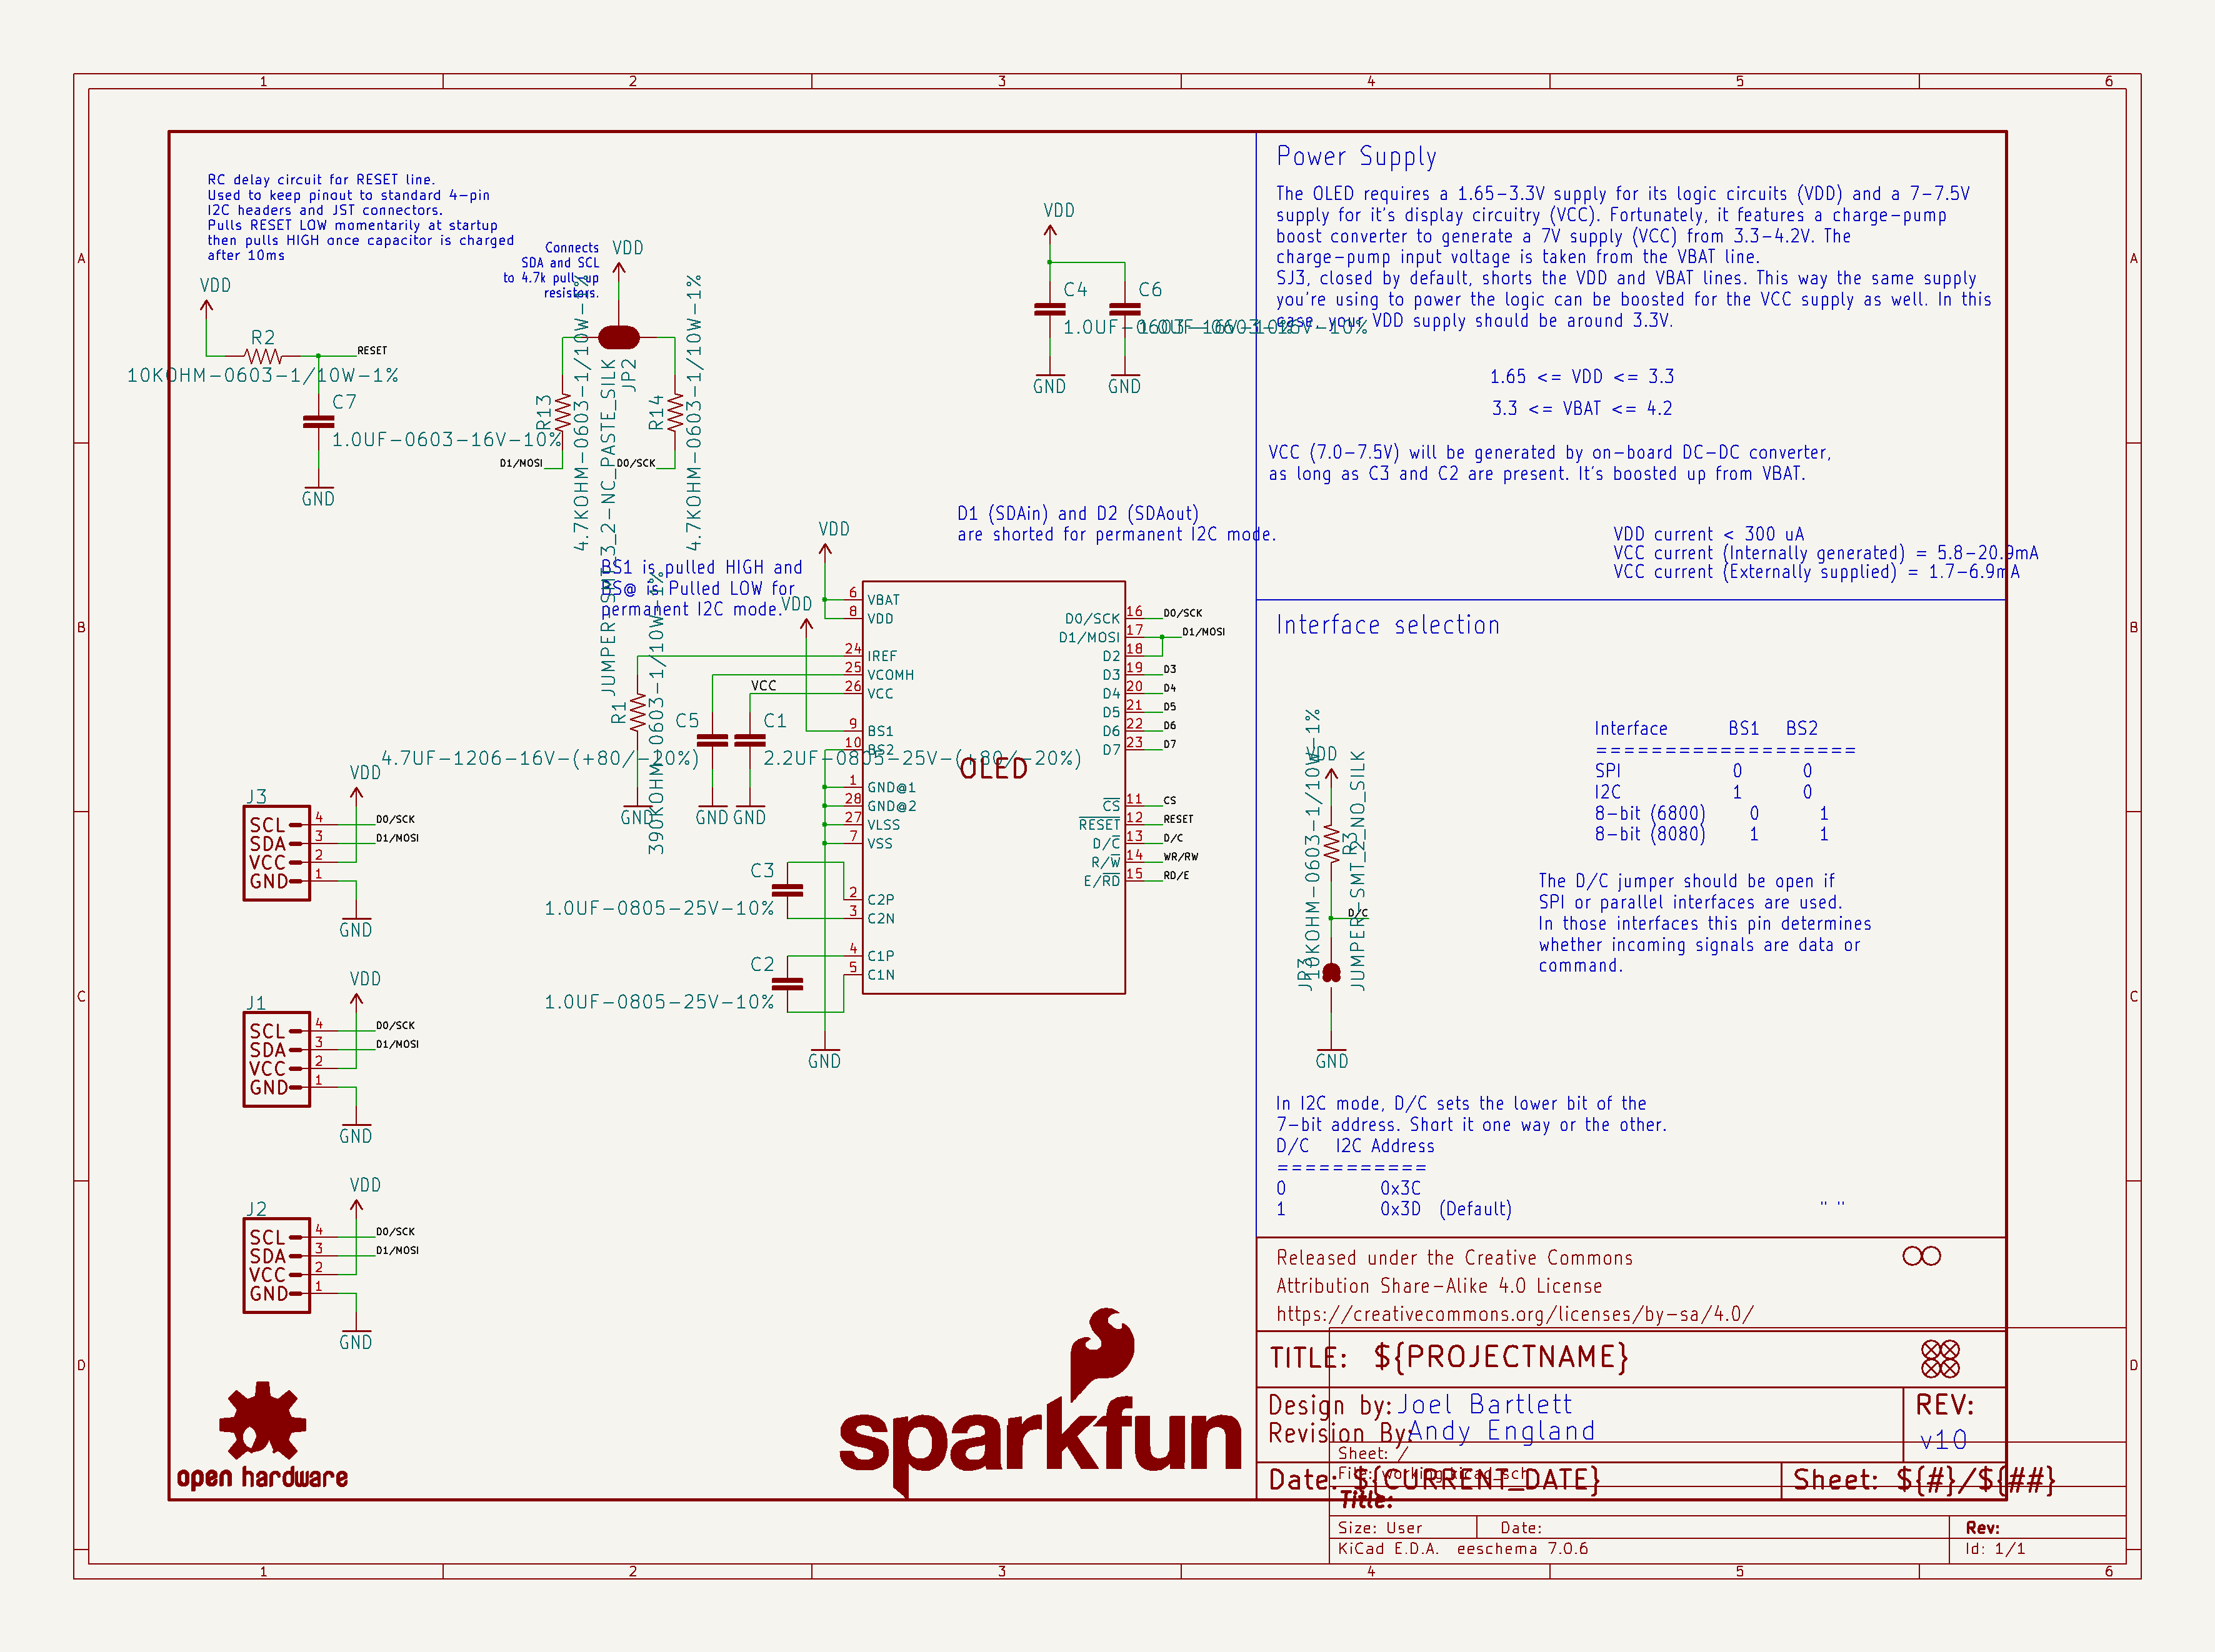 1 2 3 4 5 6
A
B
C
D
RC delay circuit for RESET line.
Used to keep pinout to standard 4-pin
I2C headers and JST connectors.
Pulls RESET LOW momentarily at startup
then pulls HIGH once capacitor is charged
after 10ms
VDD
R2
RESET
10KOHM-0603-1/10W-1%
C7
1.0UF-0603-16V-10%
GND
Connects
SDA and SCL
to 4.7k pull up
resistors.
VDD
JP2
JUMPER-SMT_3_2-NC_PASTE_SILK
R13
4.7KOHM-0603-1/10W-1%
R14
4.7KOHM-0603-1/10W-1%
D1/MOSI
D0/SCK
VDD
C4
1.0UF-0603-16V-10%
C6
1.0UF-0603-16V-10%
GND
GND
D1 (SDAin) and D2 (SDAout)
are shorted for permanent I2C mode.
BS1 is pulled HIGH and
BS@ is Pulled LOW for
permanent I2C mode.
VDD
VDD
R1
390KOHM-0603-1/10W-1%
VCC
C5
4.7UF-1206-16V-(+80/-20%)
C1
2.2UF-0805-25V-(+80/-20%)
GND
GND
GND
OLED
6 VBAT
8 VDD
24 IREF
25 VCOMH
26 VCC
9 BS1
10 BS2
1 GND@1
28 GND@2
27 VLSS
7 VSS
2 C2P
3 C2N
4 C1P
5 C1N
D0/SCK 16 D0/SCK
D1/MOSI 17 D1/MOSI
D2 18
D3 19 D3
D4 20 D4
D5 21 D5
D6 22 D6
D7 23 D7
CS 11 CS
RESET 12 RESET
D/C 13 D/C
R/W 14 WR/RW
E/RD 15 RD/E
C3
1.0UF-0805-25V-10%
C2
1.0UF-0805-25V-10%
GND
J3
VDD
SCL 4 D0/SCK
SDA 3 D1/MOSI
VCC 2
GND 1
GND
J1
VDD
SCL 4 D0/SCK
SDA 3 D1/MOSI
VCC 2
GND 1
GND
J2
VDD
SCL 4 D0/SCK
SDA 3 D1/MOSI
VCC 2
GND 1
GND
open hardware
sparkfun
Power Supply
The OLED requires a 1.65-3.3V supply for its logic circuits (VDD) and a 7-7.5V
supply for it's display circuitry (VCC). Fortunately, it features a charge-pump
boost converter to generate a 7V supply (VCC) from 3.3-4.2V. The
charge-pump input voltage is taken from the VBAT line.
SJ3, closed by default, shorts the VDD and VBAT lines. This way the same supply
you're using to power the logic can be boosted for the VCC supply as well. In this
case, your VDD supply should be around 3.3V.
1.65 <= VDD <= 3.3
3.3 <= VBAT <= 4.2
VCC (7.0-7.5V) will be generated by on-board DC-DC converter,
as long as C3 and C2 are present. It's boosted up from VBAT.
VDD current < 300 uA
VCC current (Internally generated) = 5.8-20.9mA
VCC current (Externally supplied) = 1.7-6.9mA
Interface selection
VDD
R3
10KOHM-0603-1/10W-1%
D/C
JP3
JUMPER-SMT_2_NO_SILK
GND
Interface BS1 BS2
===================
SPI 0 0
I2C 1 0
8-bit (6800) 0 1
8-bit (8080) 1 1
The D/C jumper should be open if
SPI or parallel interfaces are used.
In those interfaces this pin determines
whether incoming signals are data or
command.
In I2C mode, D/C sets the lower bit of the
7-bit address. Short it one way or the other.
D/C I2C Address
===========
0 0x3C
1 0x3D (Default) " "
Released under the Creative Commons
Attribution Share-Alike 4.0 License
https://creativecommons.org/licenses/by-sa/4.0/
TITLE: ${PROJECTNAME}
Design by: Joel Bartlett
Revision By: Andy England
REV:
v10
Sheet: /
File: working.kicad_sch
Date: ${CURRENT_DATE}
Sheet: ${#}/${##}
Title:
Size: User Date: Rev:
KiCad E.D.A. eeschema 7.0.6 Id: 1/1
1 2 3 4 5 6
A
B
C
D